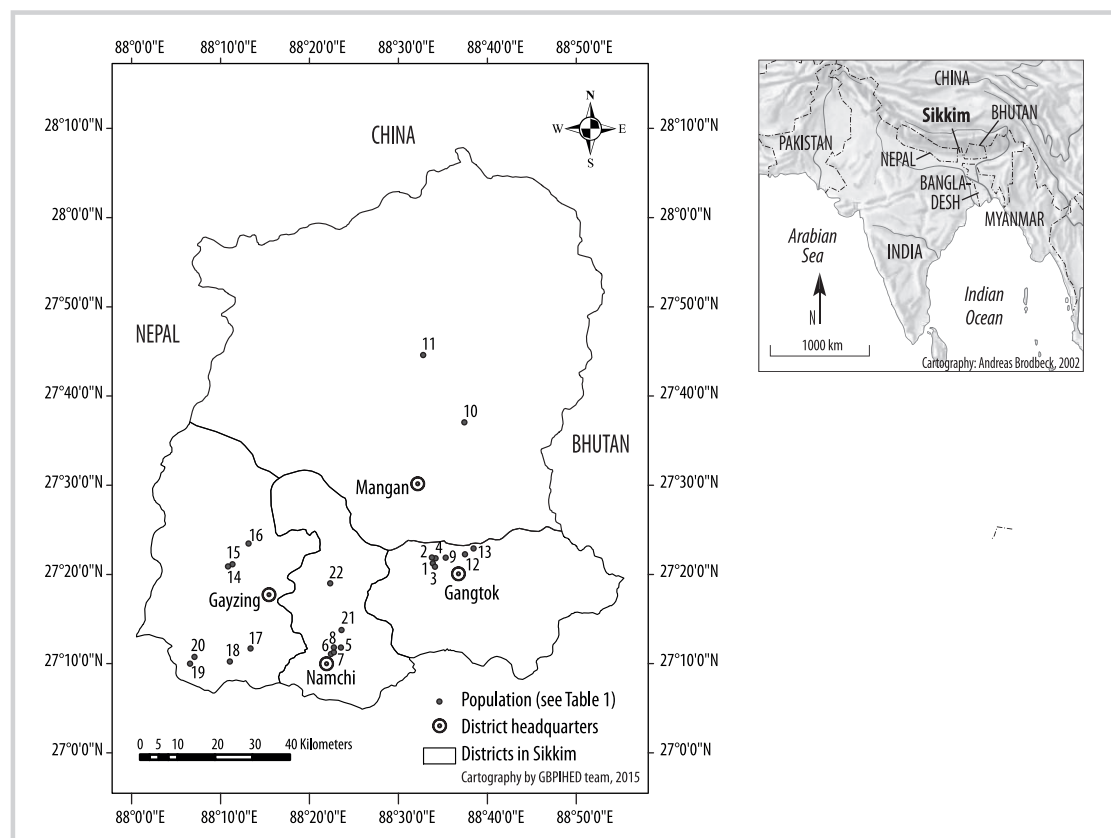 88°0'0"E 88°10'0"E 88°20'0"E 88°30'0"E 88°40'0"E 88°50'0"E
28°10'0"N
28°0'0"N
27°50'0"N
27°40'0"N
27°30'0"N
27°20'0"N
27°10'0"N
27°0'0"N
CHINA
N
W E
S
NEPAL
BHUTAN
11
10
Mangan
16
15
14
Gayzing
20
19
18
17
22
21
8
6
5
7
Namchi
2
4
1
3
9
13
12
Gangtok
Population (see Table 1)
District headquarters
Districts in Sikkim
Cartography by GBPIHED team, 2015
0 5 10 20 30 40 Kilometers
28°10'0"N
28°0'0"N
27°50'0"N
27°40'0"N
27°30'0"N
27°20'0"N
27°10'0"N
27°0'0"N
88°0'0"E 88°10'0"E 88°20'0"E 88°30'0"E 88°40'0"E 88°50'0"E
CHINA
Sikkim
BHUTAN
PAKISTAN
NEPAL
BANGLA-
DESH
MYANMAR
Arabian
Sea
INDIA
Indian
Ocean
N
1000 km
Cartography: Andreas Brodbeck, 2002